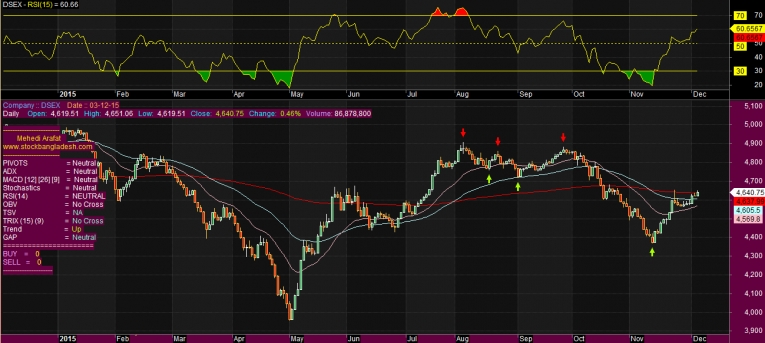 DSEX - RSI(15) = 60.66
70
70
60
60.6567
50
50
40
30
30
20
2015 Feb Mar Apr May Jun Jul Aug Sep Oct Nov Dec
Company :: DSEX Date :: 03-12-15
Daily Open: 4,619.51 High: 4,651.06 Low: 4,619.51 Close: 4,640.75 Change: 0.46% Volume: 86,878,800
Mehedi Arafat
www.stockbangladesh.com
PIVOTS = Neutral
ADX = Neutral
MACD [12] [26] [9] = Neutral
Stochastics = Neutral
RSI(14) = NEUTRAL
OBV = No Cross
TSV = NA
TRIX (15) (9) = No Cross
Trend = Up
GAP = Neutral
======================
BUY = 0
SELL = 0
5,100
5,000
4,900
4,800
4,700
4,640.75
4,605.5
4,569.8
4,500
4,400
4,300
4,200
4,100
4,000
3,900
2015 Feb Mar Apr May Jun Jul Aug Sep Oct Nov Dec